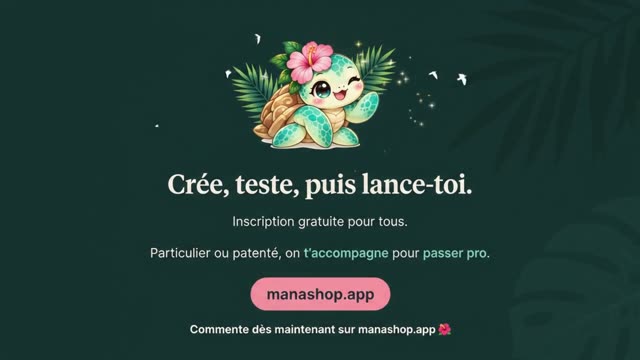 Crée, teste, puis lance-toi.
Inscription gratuite pour tous.
Particulier ou patenté, on t'accompagne pour passer pro.
manashop.app
Commente dès maintenant sur manashop.app 🌺